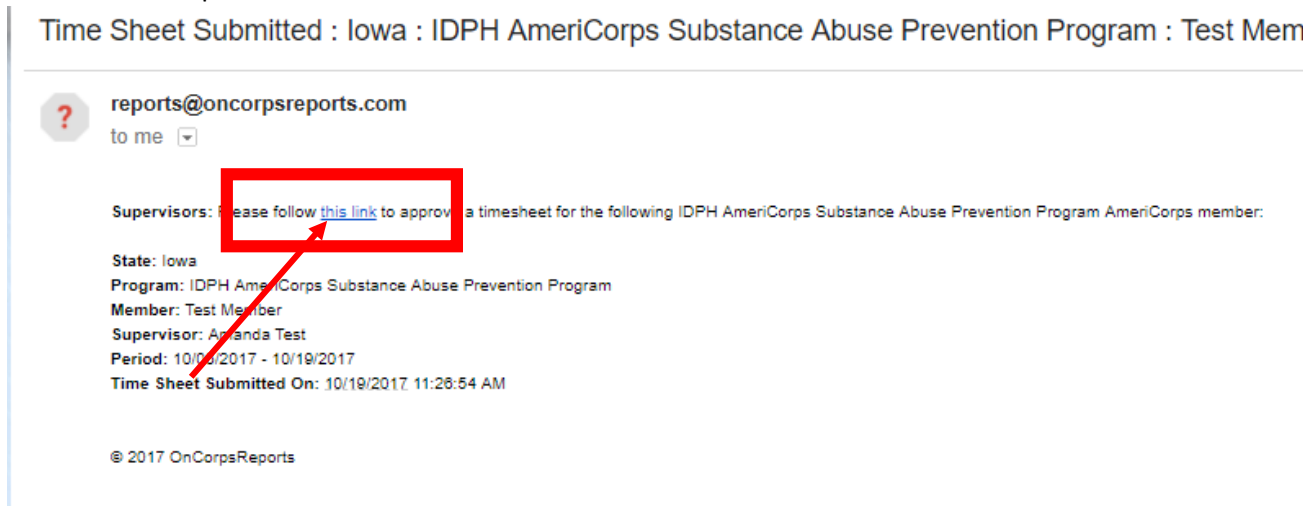 Time Sheet Submitted : Iowa : IDPH AmeriCorps Substance Abuse Prevention Program : Test Mem
?
reports@oncorpsreports.com
to me
Supervisors: ease follow this link to approv a timesheet for the following IDPH AmeriCorps Substance Abuse Prevention Program AmeriCorps member:
State: Iowa
Program: IDPH AmeriCorps Substance Abuse Prevention Program
Member: Test Member
Supervisor: Amanda Test
Period: 10/ /2017 - 10/19/2017
Time Sheet Submitted On: 10/19/2017 11:26:54 AM
© 2017 OnCorpsReports